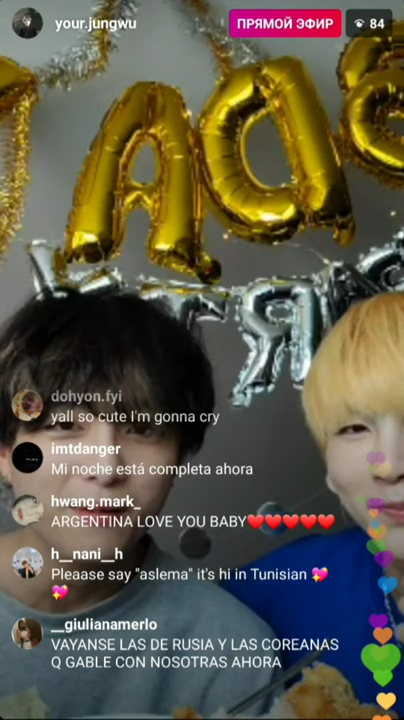 your.jungwu
ПРЯМОЙ ЭФИР
84
dohyon.fyi
yall so cute I'm gonna cry
imtdanger
Mi noche está completa ahora
hwang.mark_
ARGENTINA LOVE YOU BABY❤️❤️❤️❤️❤️
h__nani__h
Pleaase say "aslema" it's hi in Tunisian 💖
💖
__giulianamerlo
VAYANSE LAS DE RUSIA Y LAS COREANAS
Q GABLE CON NOSOTRAS AHORA